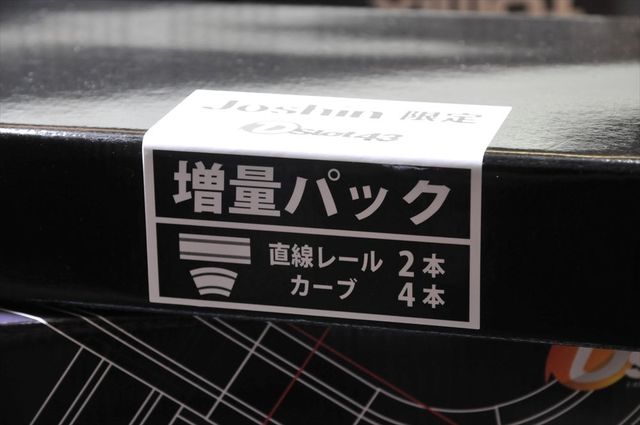 Joshin 限定
Dslot43
増量パック
直線レール 2本
カーブ 4本